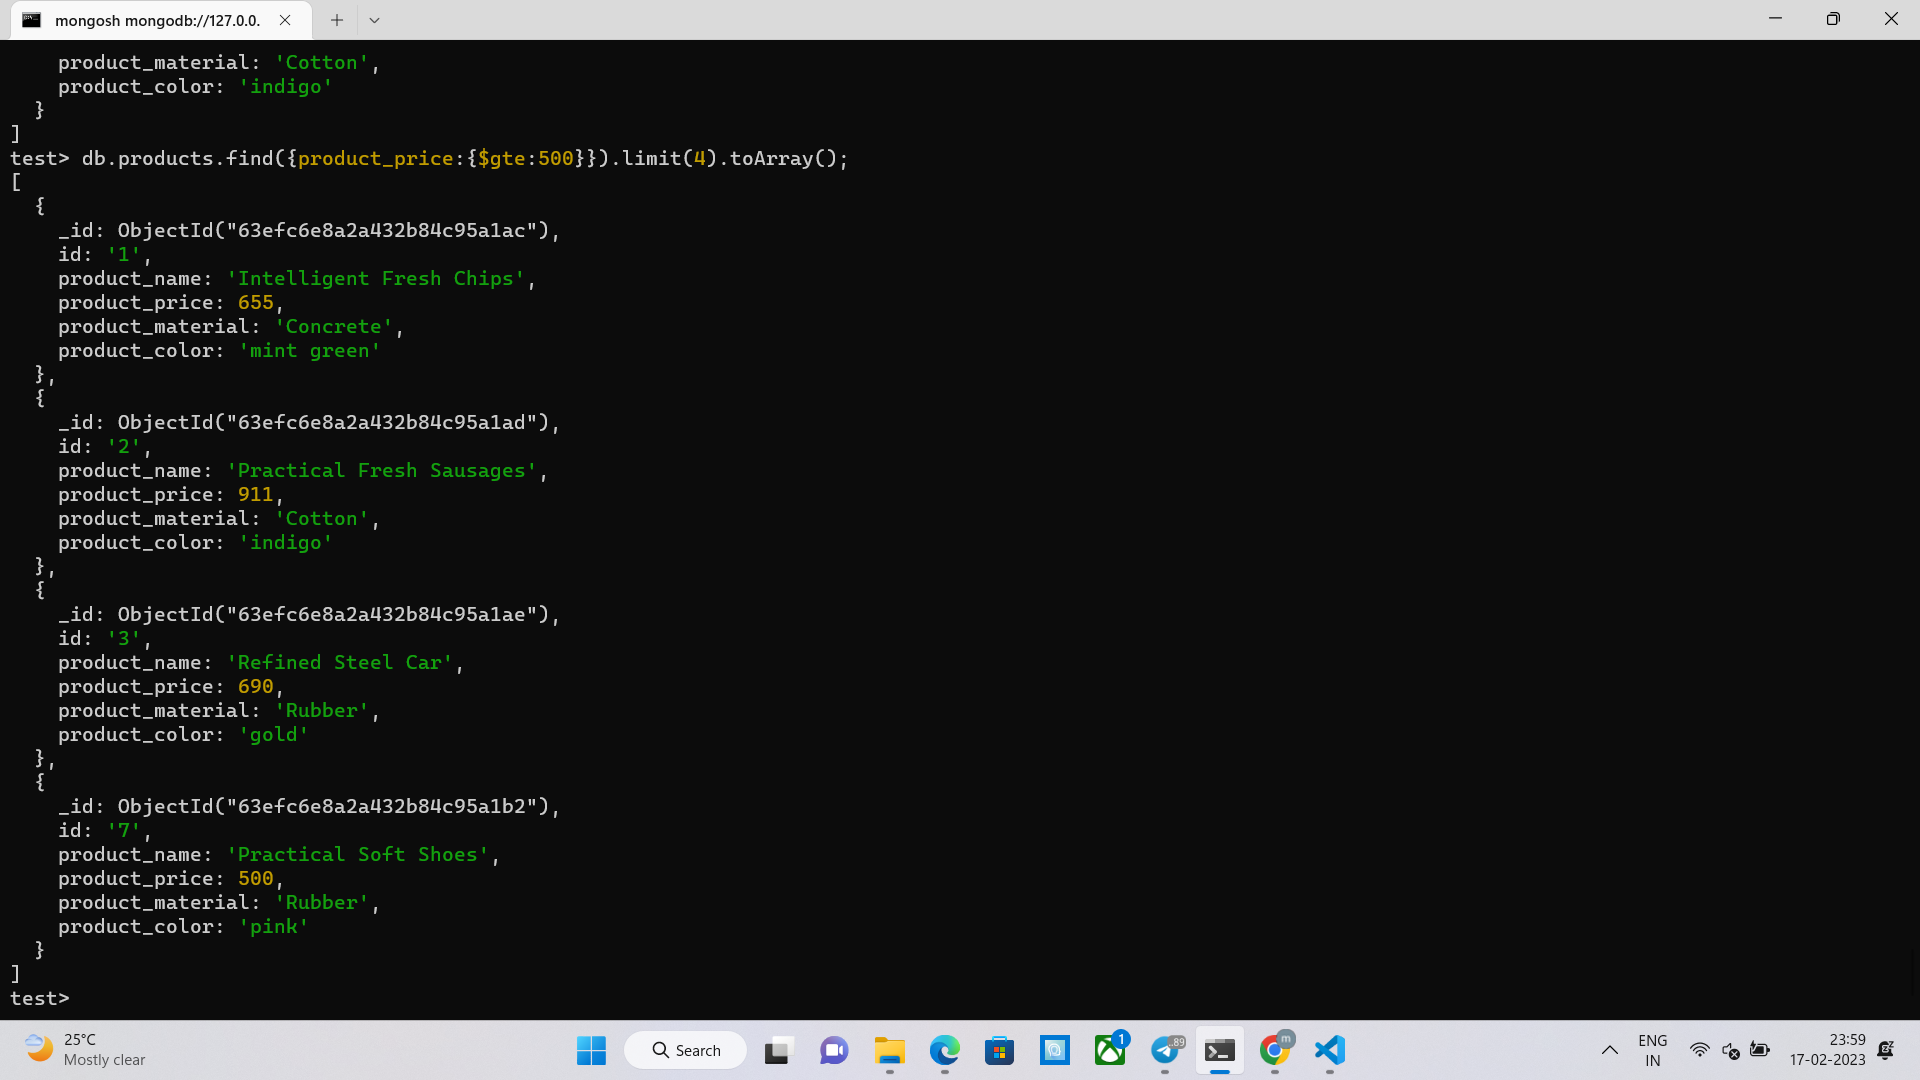 mongosh mongodb://127.0.0.
    product_material: 'Cotton',
    product_color: 'indigo'
  }
]
test> db.products.find({product_price:{$gte:500}}).limit(4).toArray();
[
  {
    _id: ObjectId("63efc6e8a2a432b84c95a1ac"),
    id: '1',
    product_name: 'Intelligent Fresh Chips',
    product_price: 655,
    product_material: 'Concrete',
    product_color: 'mint green'
  },
  {
    _id: ObjectId("63efc6e8a2a432b84c95a1ad"),
    id: '2',
    product_name: 'Practical Fresh Sausages',
    product_price: 911,
    product_material: 'Cotton',
    product_color: 'indigo'
  },
  {
    _id: ObjectId("63efc6e8a2a432b84c95a1ae"),
    id: '3',
    product_name: 'Refined Steel Car',
    product_price: 690,
    product_material: 'Rubber',
    product_color: 'gold'
  },
  {
    _id: ObjectId("63efc6e8a2a432b84c95a1b2"),
    id: '7',
    product_name: 'Practical Soft Shoes',
    product_price: 500,
    product_material: 'Rubber',
    product_color: 'pink'
  }
]
test>
25°C
Mostly clear
Search
1
..89
m
ENG
IN
23:59
17-02-2023